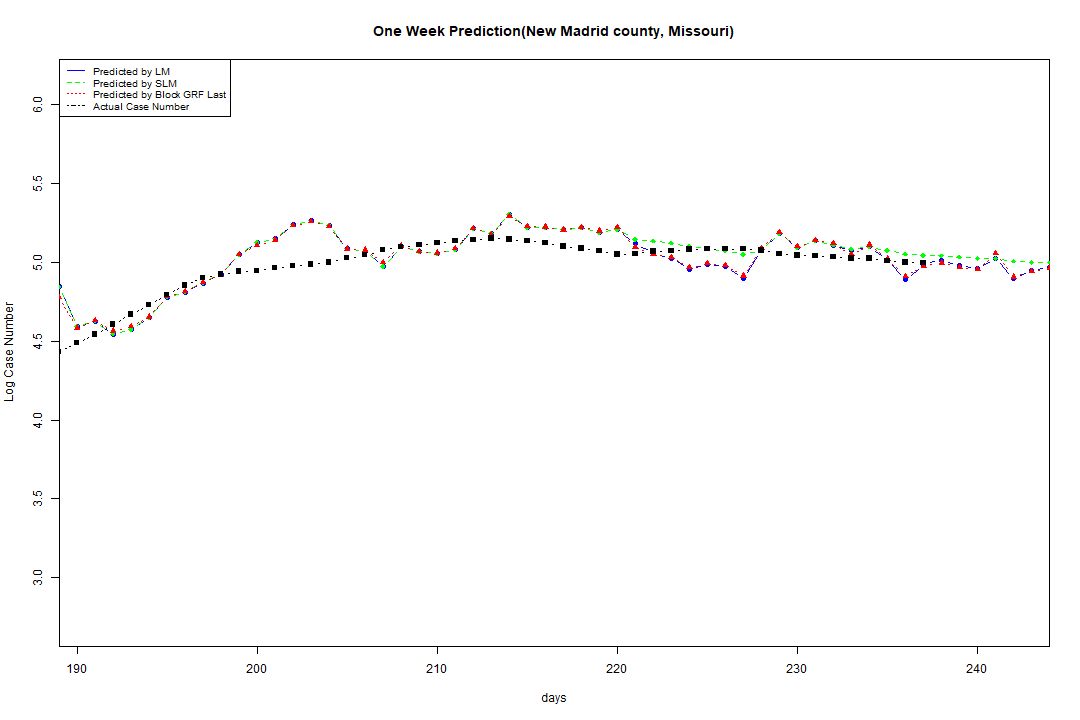 One Week Prediction(New Madrid county, Missouri)
Predicted by LM
Predicted by SLM
Predicted by Block GRF Last
Actual Case Number
Log Case Number
6.0
5.5
5.0
4.5
4.0
3.5
3.0
190 200 210 220 230 240
days